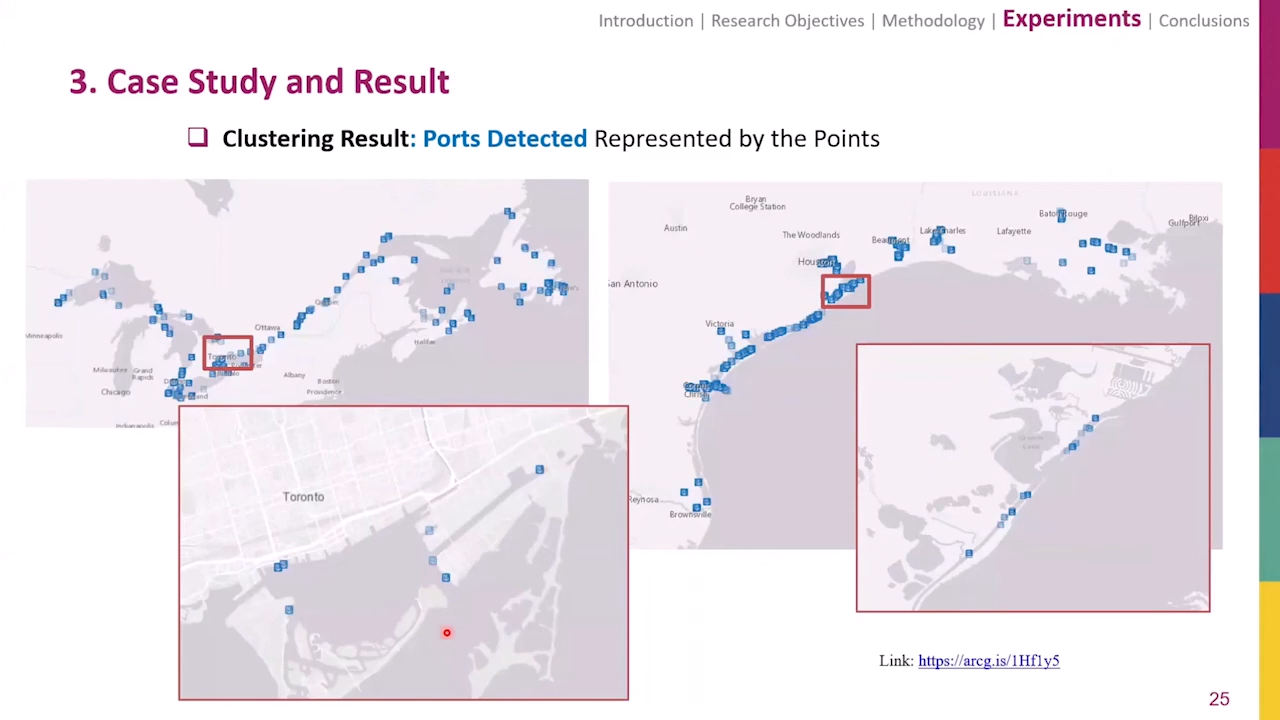 Introduction | Research Objectives | Methodology | Experiments | Conclusions
3. Case Study and Result
Clustering Result: Ports Detected Represented by the Points
Minneapolis
Milwaukee
Grand Rapids
Chicago
Indianapolis
Ottawa
Toronto
Albany
Boston
Providence
Halifax
Toronto
LOUISIANA
Bryan
College Station
Austin
The Woodlands
Houston
San Antonio
Victoria
Beaumont
Lake Charles
Lafayette
Baton Rouge
Gulfport
Biloxi
Reynosa
Brownsville
Link: https://arcg.is/1Hf1y5
25